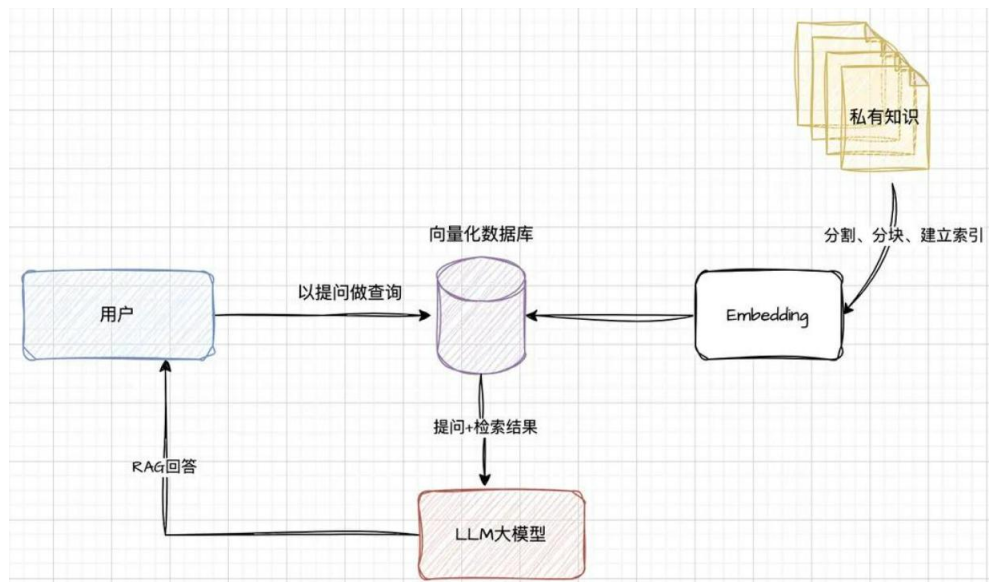 私有知识
分割、分块、建立索引
向量化数据库
以提问做查询
用户
Embedding
提问+检索结果
RAG回答
LLM大模型